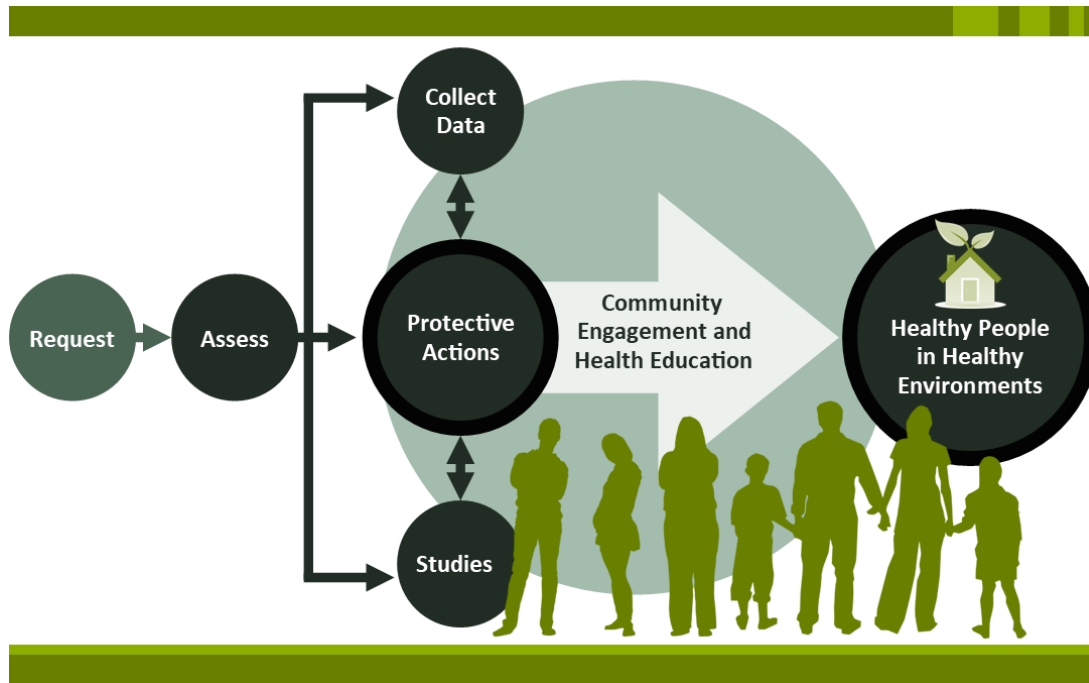 Request
Assess
Collect
Data
Protective
Actions
Studies
Community
Engagement and
Health Education
Healthy People
in Healthy
Environments